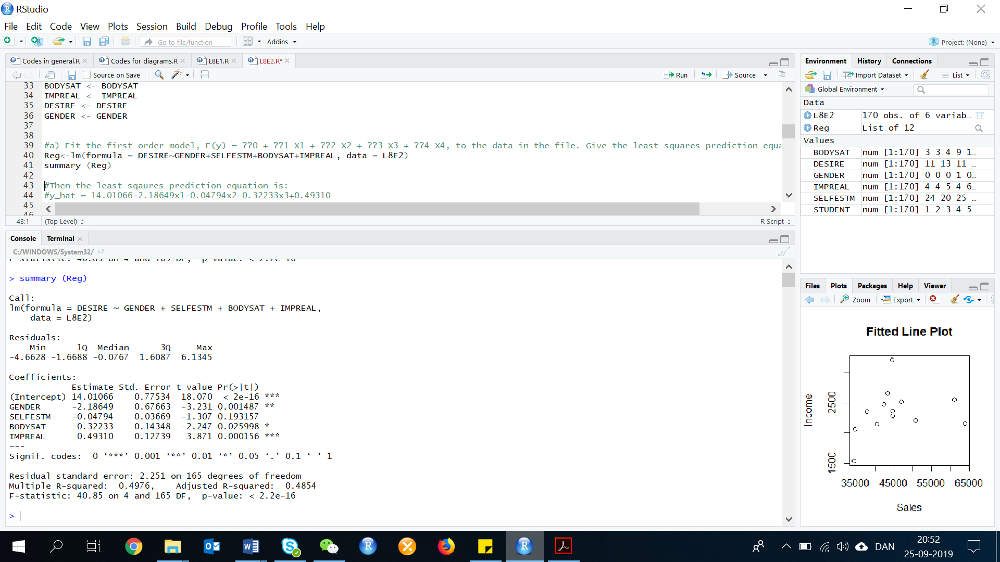 RStudio
File Edit Code View Plots Session Build Debug Profile Tools Help
Go to file/function Addins Project: (None)
Codes in general.R Codes for diagrams.R L8E1.R L8E2.R*
Source on Save Run Source
33 BODYSAT <- BODYSAT
34 IMPREAL <- IMPREAL
35 DESIRE <- DESIRE
36 GENDER <- GENDER
37
38
39 #a) Fit the first-order model, E(y) = ??0 + ??1 X1 + ??2 X2 + ??3 X3 + ??4 X4, to the data in the file. Give the least squares prediction equa
40 Reg<-lm(formula = DESIRE~GENDER+SELFESTM+BODYSAT+IMPREAL, data = L8E2)
41 summary (Reg)
42
43 #Then the least sqaures prediction equation is:
44 #y_hat = 14.01066-2.18649x1-0.04794x2-0.32233x3+0.49310
45
46
43:1 (Top Level) R Script
Console Terminal
C:/WINDOWS/System32/
F-statistic: 40.85 on 4 and 165 DF, p-value: < 2.2e-16
> summary (Reg)
Call:
lm(formula = DESIRE ~ GENDER + SELFESTM + BODYSAT + IMPREAL,
data = L8E2)
Residuals:
Min 1Q Median 3Q Max
-4.6628 -1.6688 -0.0767 1.6087 6.1345
Coefficients:
Estimate Std. Error t value Pr(>|t|)
(Intercept) 14.01066 0.77534 18.070 < 2e-16 ***
GENDER -2.18649 0.67663 -3.231 0.001487 **
SELFESTM -0.04794 0.03669 -1.307 0.193157
BODYSAT -0.32233 0.14348 -2.247 0.025998 *
IMPREAL 0.49310 0.12739 3.871 0.000156 ***
---
Signif. codes: 0 ‘***’ 0.001 ‘**’ 0.01 ‘*’ 0.05 ‘.’ 0.1 ‘ ’ 1
Residual standard error: 2.251 on 165 degrees of freedom
Multiple R-squared: 0.4976, Adjusted R-squared: 0.4854
F-statistic: 40.85 on 4 and 165 DF, p-value: < 2.2e-16
>
Environment History Connections
Import Dataset List
Global Environment
Data
L8E2 170 obs. of 6 variab…
Reg List of 12
Values
BODYSAT num [1:170] 3 3 4 9 1…
DESIRE num [1:170] 11 13 11 …
GENDER num [1:170] 0 0 0 1 0…
IMPREAL num [1:170] 4 4 5 4 6…
SELFESTM num [1:170] 24 20 25 …
STUDENT num [1:170] 1 2 3 4 5…
Files Plots Packages Help Viewer
Zoom Export
Fitted Line Plot
Income
2500
1500
35000 45000 55000 65000
Sales
DAN
20:52
25-09-2019